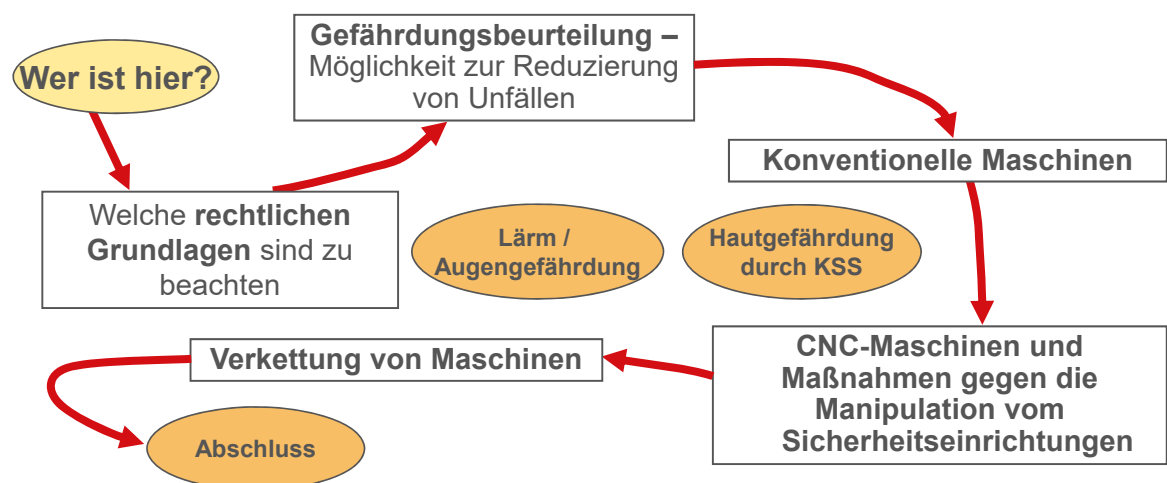 Wer ist hier?
Welche rechtlichen
Grundlagen sind zu
beachten
Gefährdungsbeurteilung –
Möglichkeit zur Reduzierung
von Unfällen
Konventionelle Maschinen
Lärm /
Augengefährdung
Hautgefährdung
durch KSS
CNC-Maschinen und
Maßnahmen gegen die
Manipulation vom
Sicherheitseinrichtungen
Verkettung von Maschinen
Abschluss